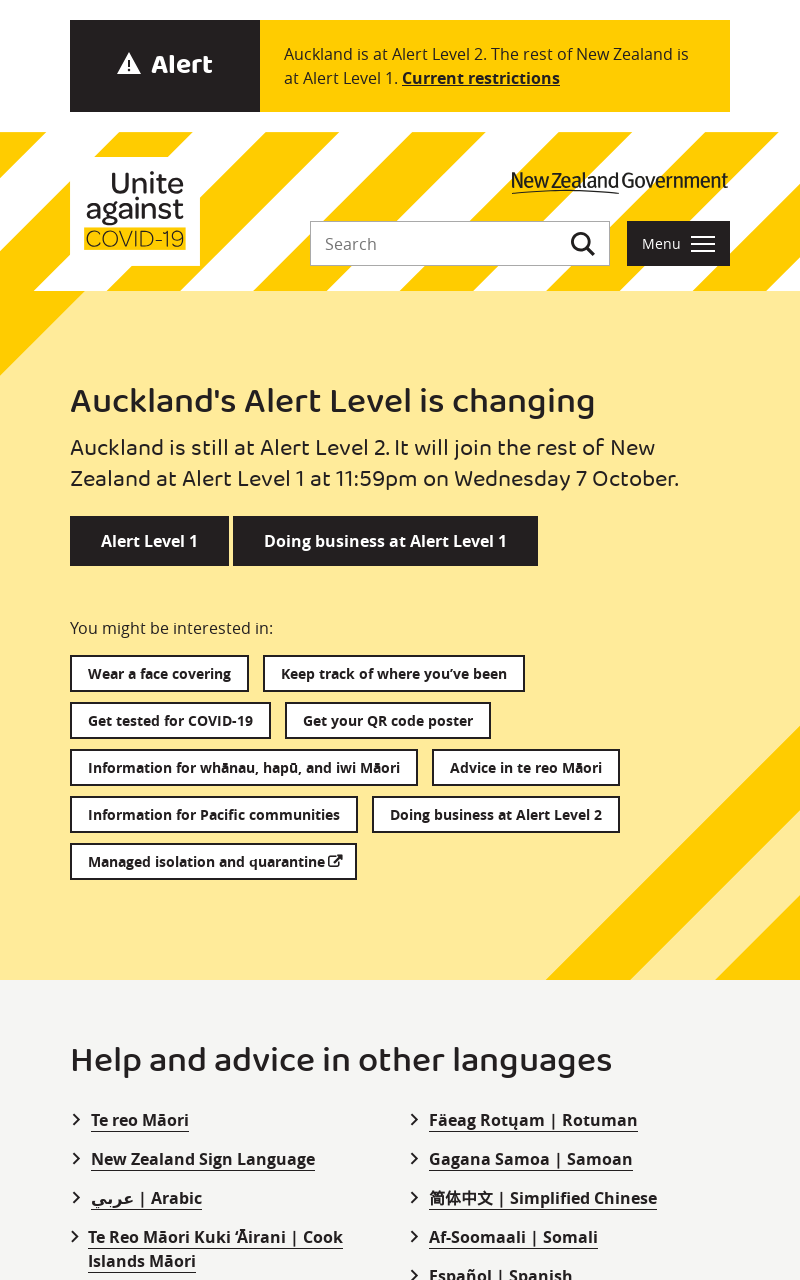 Alert
Auckland is at Alert Level 2. The rest of New Zealand is
at Alert Level 1. Current restrictions
Unite
against
COVID-19
New Zealand Government
Search
Menu
Auckland's Alert Level is changing
Auckland is still at Alert Level 2. It will join the rest of New
Zealand at Alert Level 1 at 11:59pm on Wednesday 7 October.
Alert Level 1
Doing business at Alert Level 1
You might be interested in:
Wear a face covering
Keep track of where you’ve been
Get tested for COVID-19
Get your QR code poster
Information for whānau, hapū, and iwi Māori
Advice in te reo Māori
Information for Pacific communities
Doing business at Alert Level 2
Managed isolation and quarantine
Help and advice in other languages
Te reo Māori
New Zealand Sign Language
عربي | Arabic
Te Reo Māori Kuki ‘Āirani | Cook
Islands Māori
Fäeag Rotųam | Rotuman
Gagana Samoa | Samoan
简体中文 | Simplified Chinese
Af-Soomaali | Somali
Español | Spanish